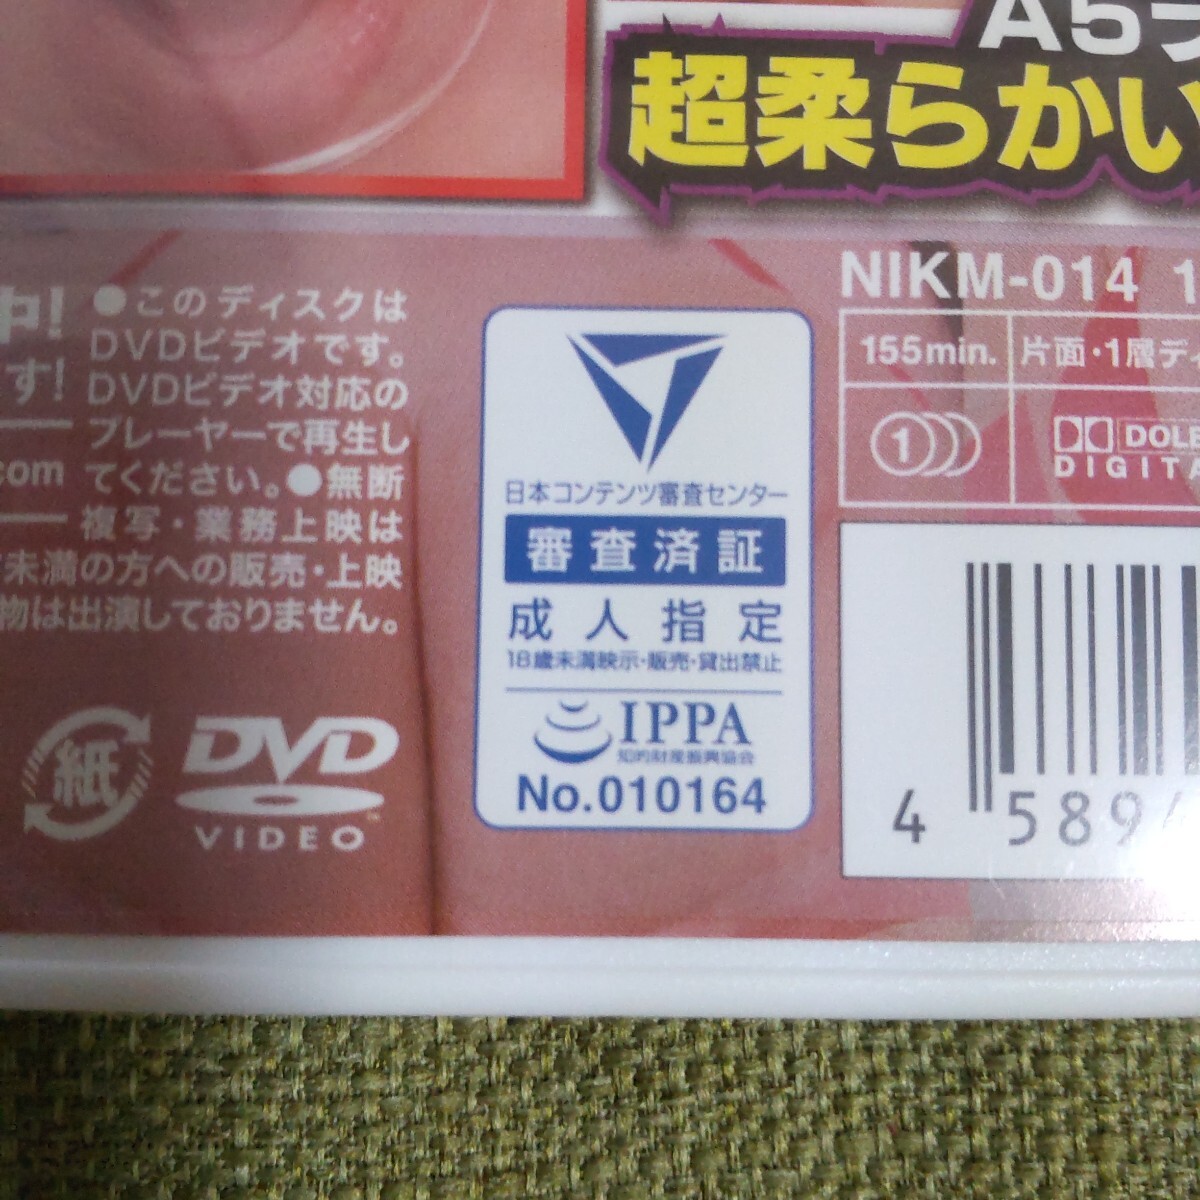 A5
超柔らかい
中!
す!
.com
●このディスクは
DVDビデオです。
DVDビデオ対応の
プレーヤーで再生し
てください。●無断
複写・業務上映は
未満の方への販売・上映
物は出演しておりません。
紙
DVD
VIDEO
TM
日本コンテンツ審査センター
審査済証
成人指定
18歳未満映示・販売・貸出禁止
IPPA
知的財産振興協会
No.010164
NIKM-014 1
155min.
片面・1層デ
1
DOLB
DIGITA
4 589